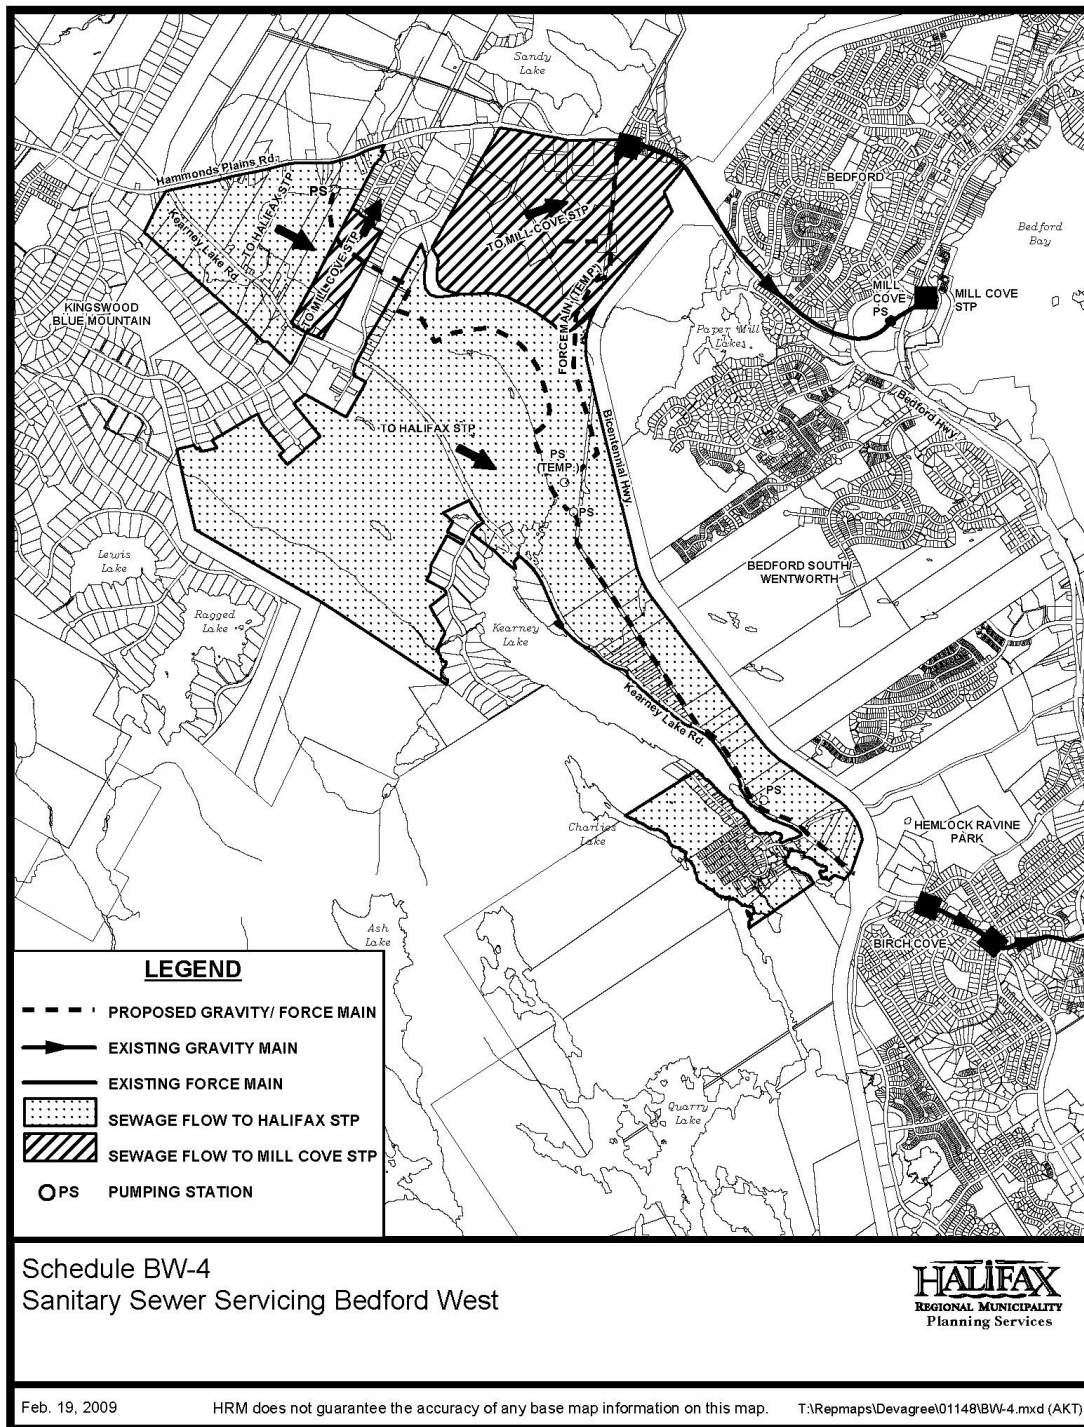 Sandy
Lake
Hammonds Plains Rd.
TO HALIFAX STP
PS
Kearney Lake Rd.
TO MILL COVE STP
TO MILL COVE STP
BEDFORD
Bedford
Bay
KINGSWOOD
BLUE MOUNTAIN
MILL
COVE
PS
MILL COVE
STP
FORCEMAIN (TEMP.)
Paper Mill
Lakes
Bedford Hwy.
TO HALIFAX STP
Bicentennial Hwy
PS
(TEMP.)
PS
Lewis
Lake
BEDFORD SOUTH/
WENTWORTH
Ragged
Lake
Kearney
Lake
Kearney Lake Rd.
PS
Charlies
Lake
HEMLOCK RAVINE
PARK
Ash
Lake
BIRCH COVE
Quarry
Lake
LEGEND
PROPOSED GRAVITY/ FORCE MAIN
EXISTING GRAVITY MAIN
EXISTING FORCE MAIN
SEWAGE FLOW TO HALIFAX STP
SEWAGE FLOW TO MILL COVE STP
PS PUMPING STATION
Schedule BW-4
Sanitary Sewer Servicing Bedford West
HALIFAX
REGIONAL MUNICIPALITY
Planning Services
Feb. 19, 2009 HRM does not guarantee the accuracy of any base map information on this map. T:\Repmaps\Devagree\01148\BW-4.mxd (AKT)